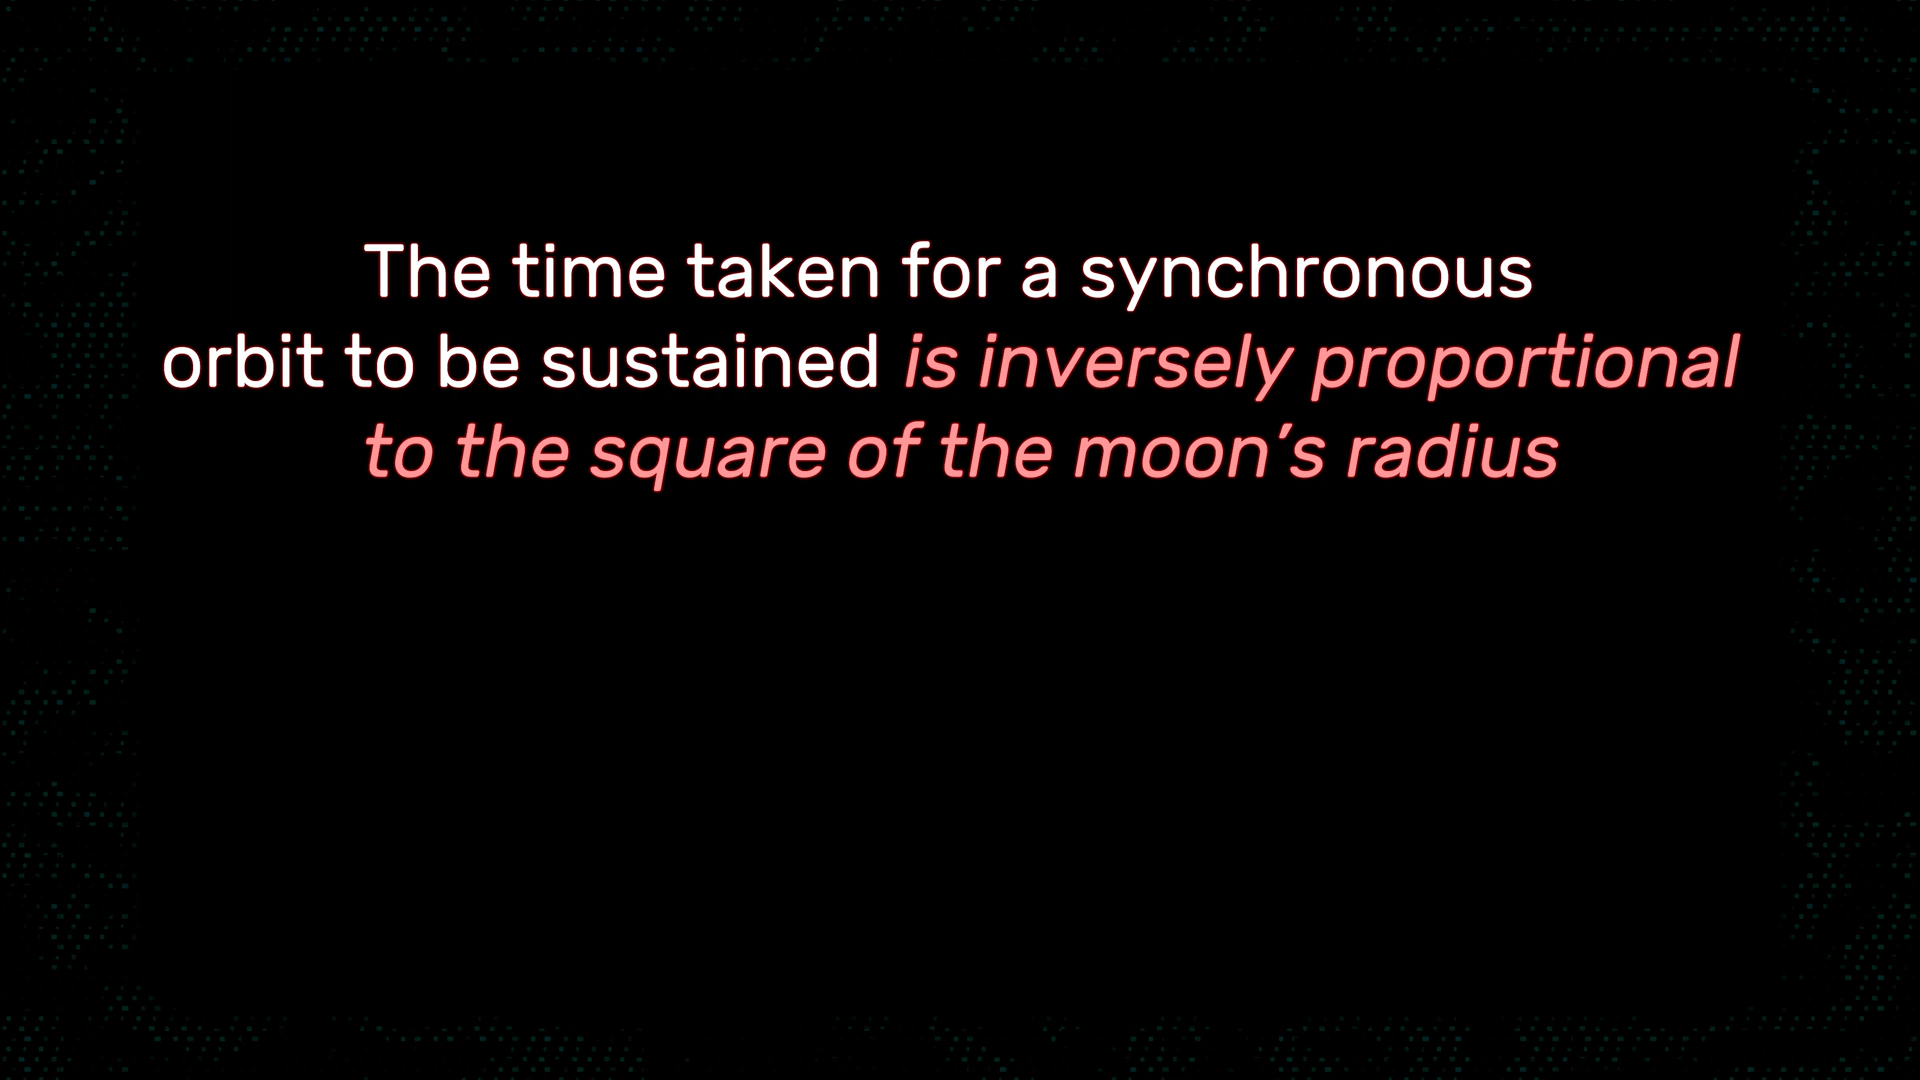 The time taken for a synchronous
orbit to be sustained is inversely proportional
to the square of the moon’s radius